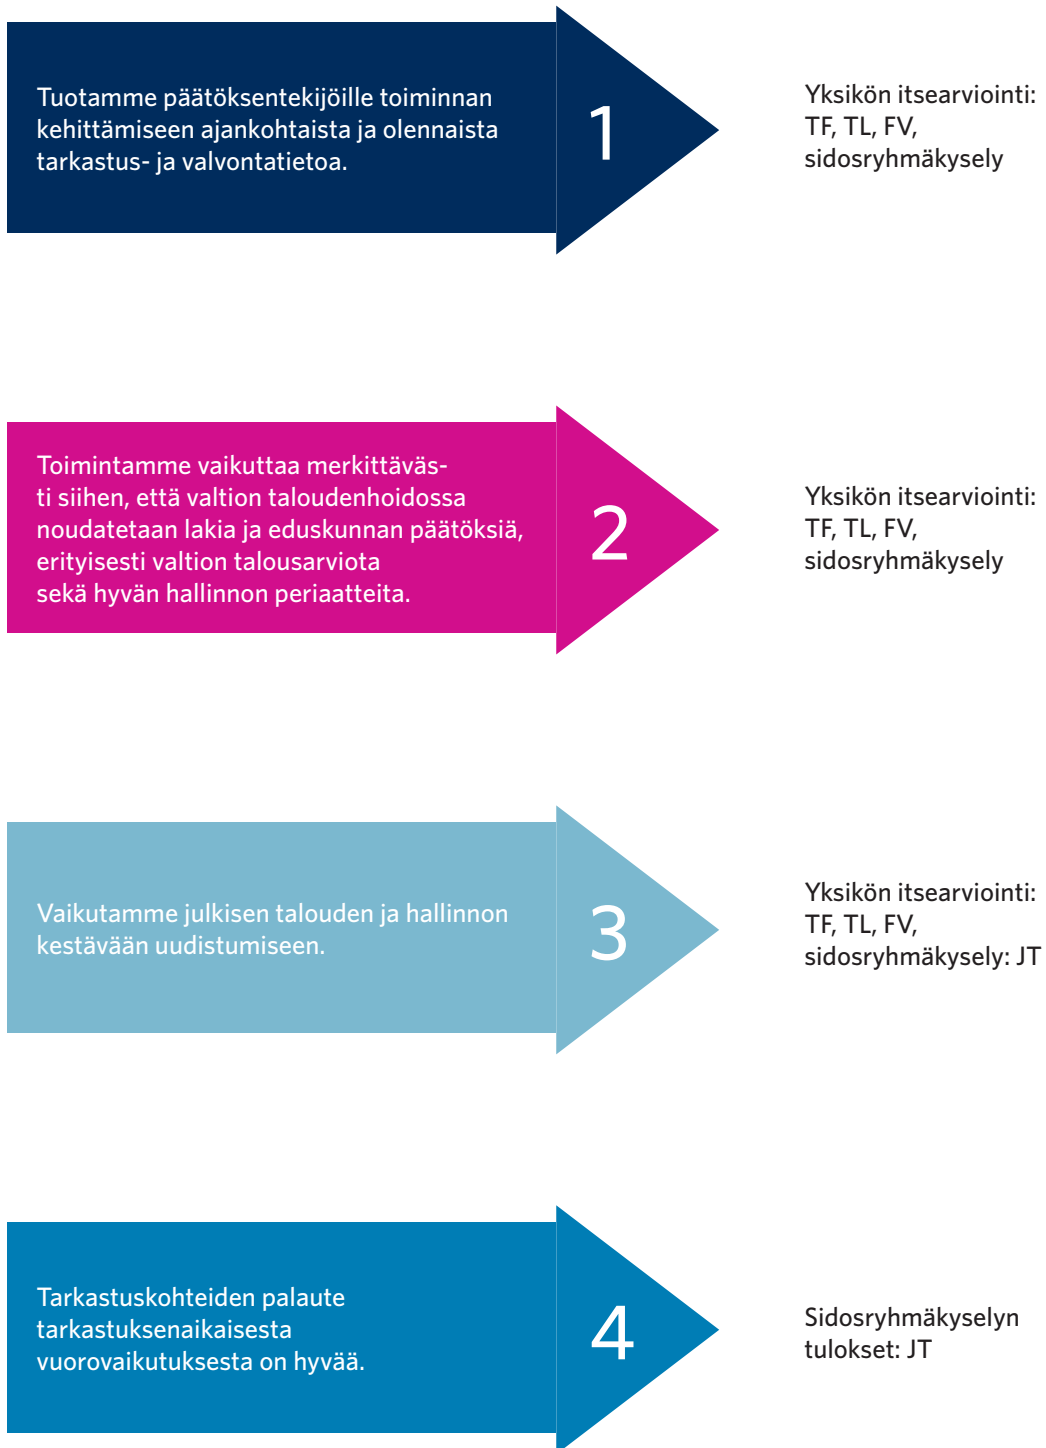 Tuotamme päätöksentekijöille toiminnan
kehittämiseen ajankohtaista ja olennaista
tarkastus- ja valvontatietoa.
1
Yksikön itsearviointi:
TF, TL, FV,
sidosryhmäkysely
Toimintamme vaikuttaa merkittäväs-
ti siihen, että valtion taloudenhoidossa
noudatetaan lakia ja eduskunnan päätöksiä,
erityisesti valtion talousarviota
sekä hyvän hallinnon periaatteita.
2
Yksikön itsearviointi:
TF, TL, FV,
sidosryhmäkysely
Vaikutamme julkisen talouden ja hallinnon
kestävään uudistumiseen.
3
Yksikön itsearviointi:
TF, TL, FV,
sidosryhmäkysely: JT
Tarkastuskohteiden palaute
tarkastuksenaikaisesta
vuorovaikutuksesta on hyvää.
4
Sidosryhmäkyselyn
tulokset: JT